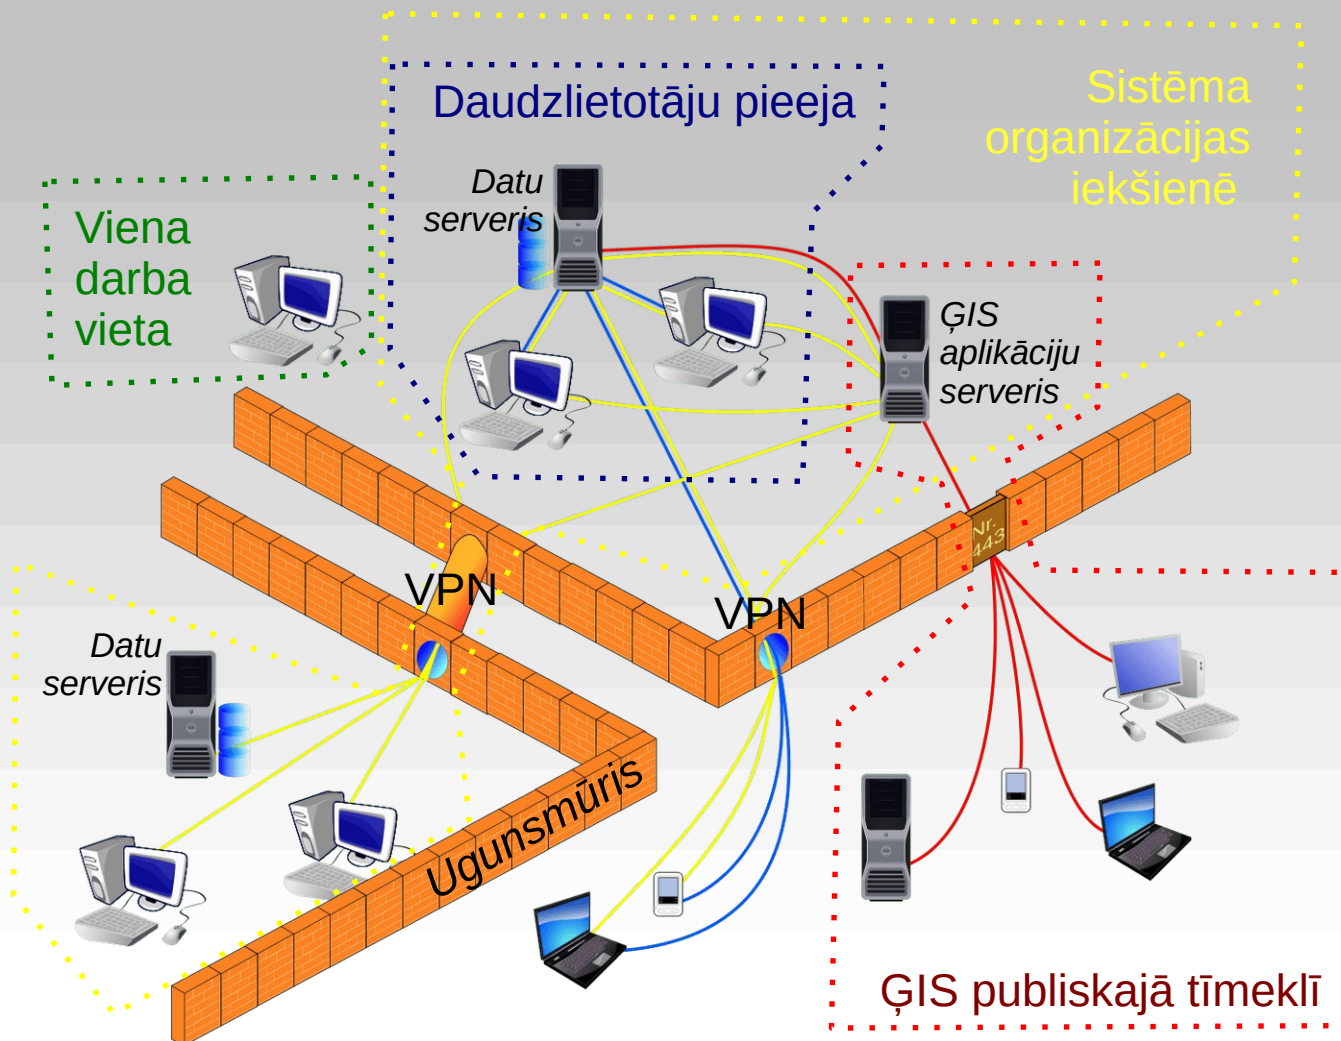 Daudzlietotāju pieeja
Sistēma
organizācijas
iekšienē
Datu
serveris
Viena
darba
vieta
ĢIS
aplikāciju
serveris
Nr.
443
VPN
VPN
Datu
serveris
Ugunsmūris
ĢIS publiskajā tīmeklī